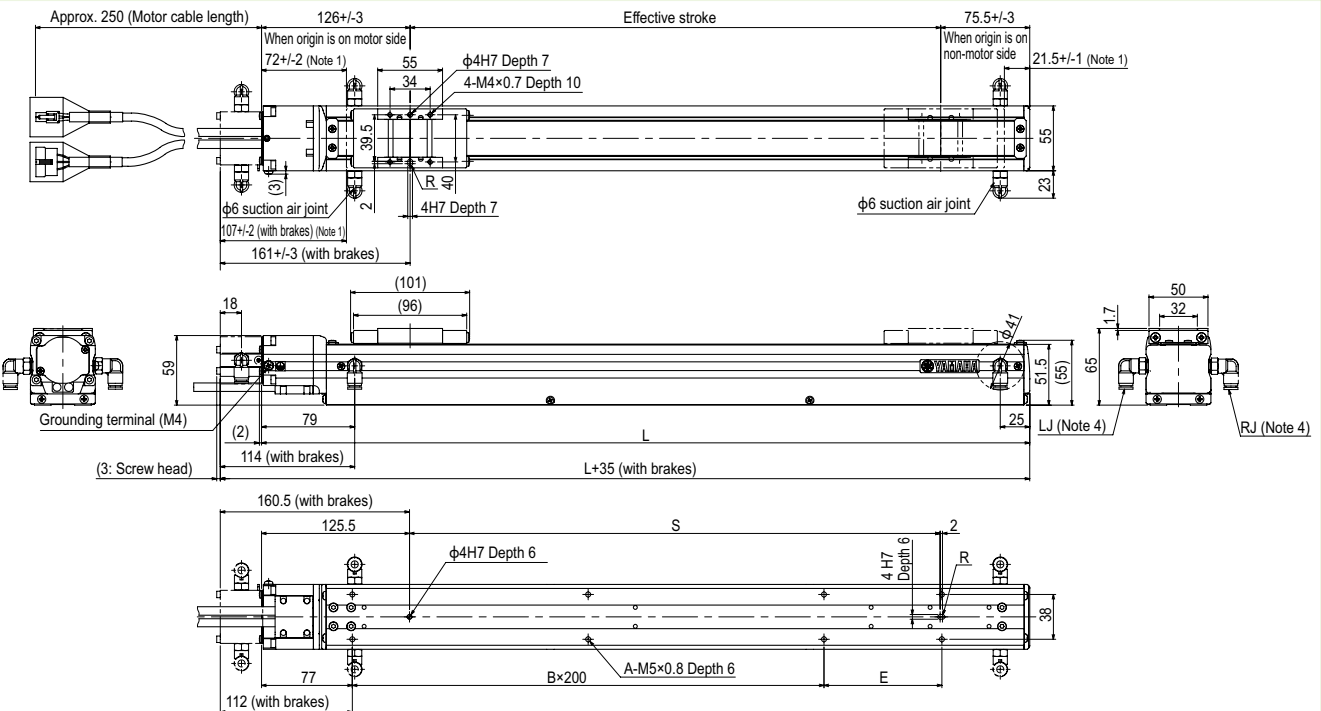 Approx. 250 (Motor cable length)
126+/-3
Effective stroke
75.5+/-3
When origin is on motor side
When origin is on
non-motor side
72+/-2 (Note 1)
21.5+/-1 (Note 1)
55
34
ϕ4H7 Depth 7
4-M4×0.7 Depth 10
39.5
40
R
2
(3)
55
23
ϕ6 suction air joint
4H7 Depth 7
ϕ6 suction air joint
107+/-2 (with brakes) (Note 1)
161+/-3 (with brakes)
(101)
(96)
18
59
ϕ41
YAMAHA
51.5
(55)
50
32
1.7
65
Grounding terminal (M4)
79
25
LJ (Note 4)
RJ (Note 4)
(2)
L
114 (with brakes)
(3: Screw head)
L+35 (with brakes)
160.5 (with brakes)
125.5
S
2
ϕ4H7 Depth 6
4 H7
Depth 6
R
38
A-M5×0.8 Depth 6
77
B×200
E
112 (with brakes)